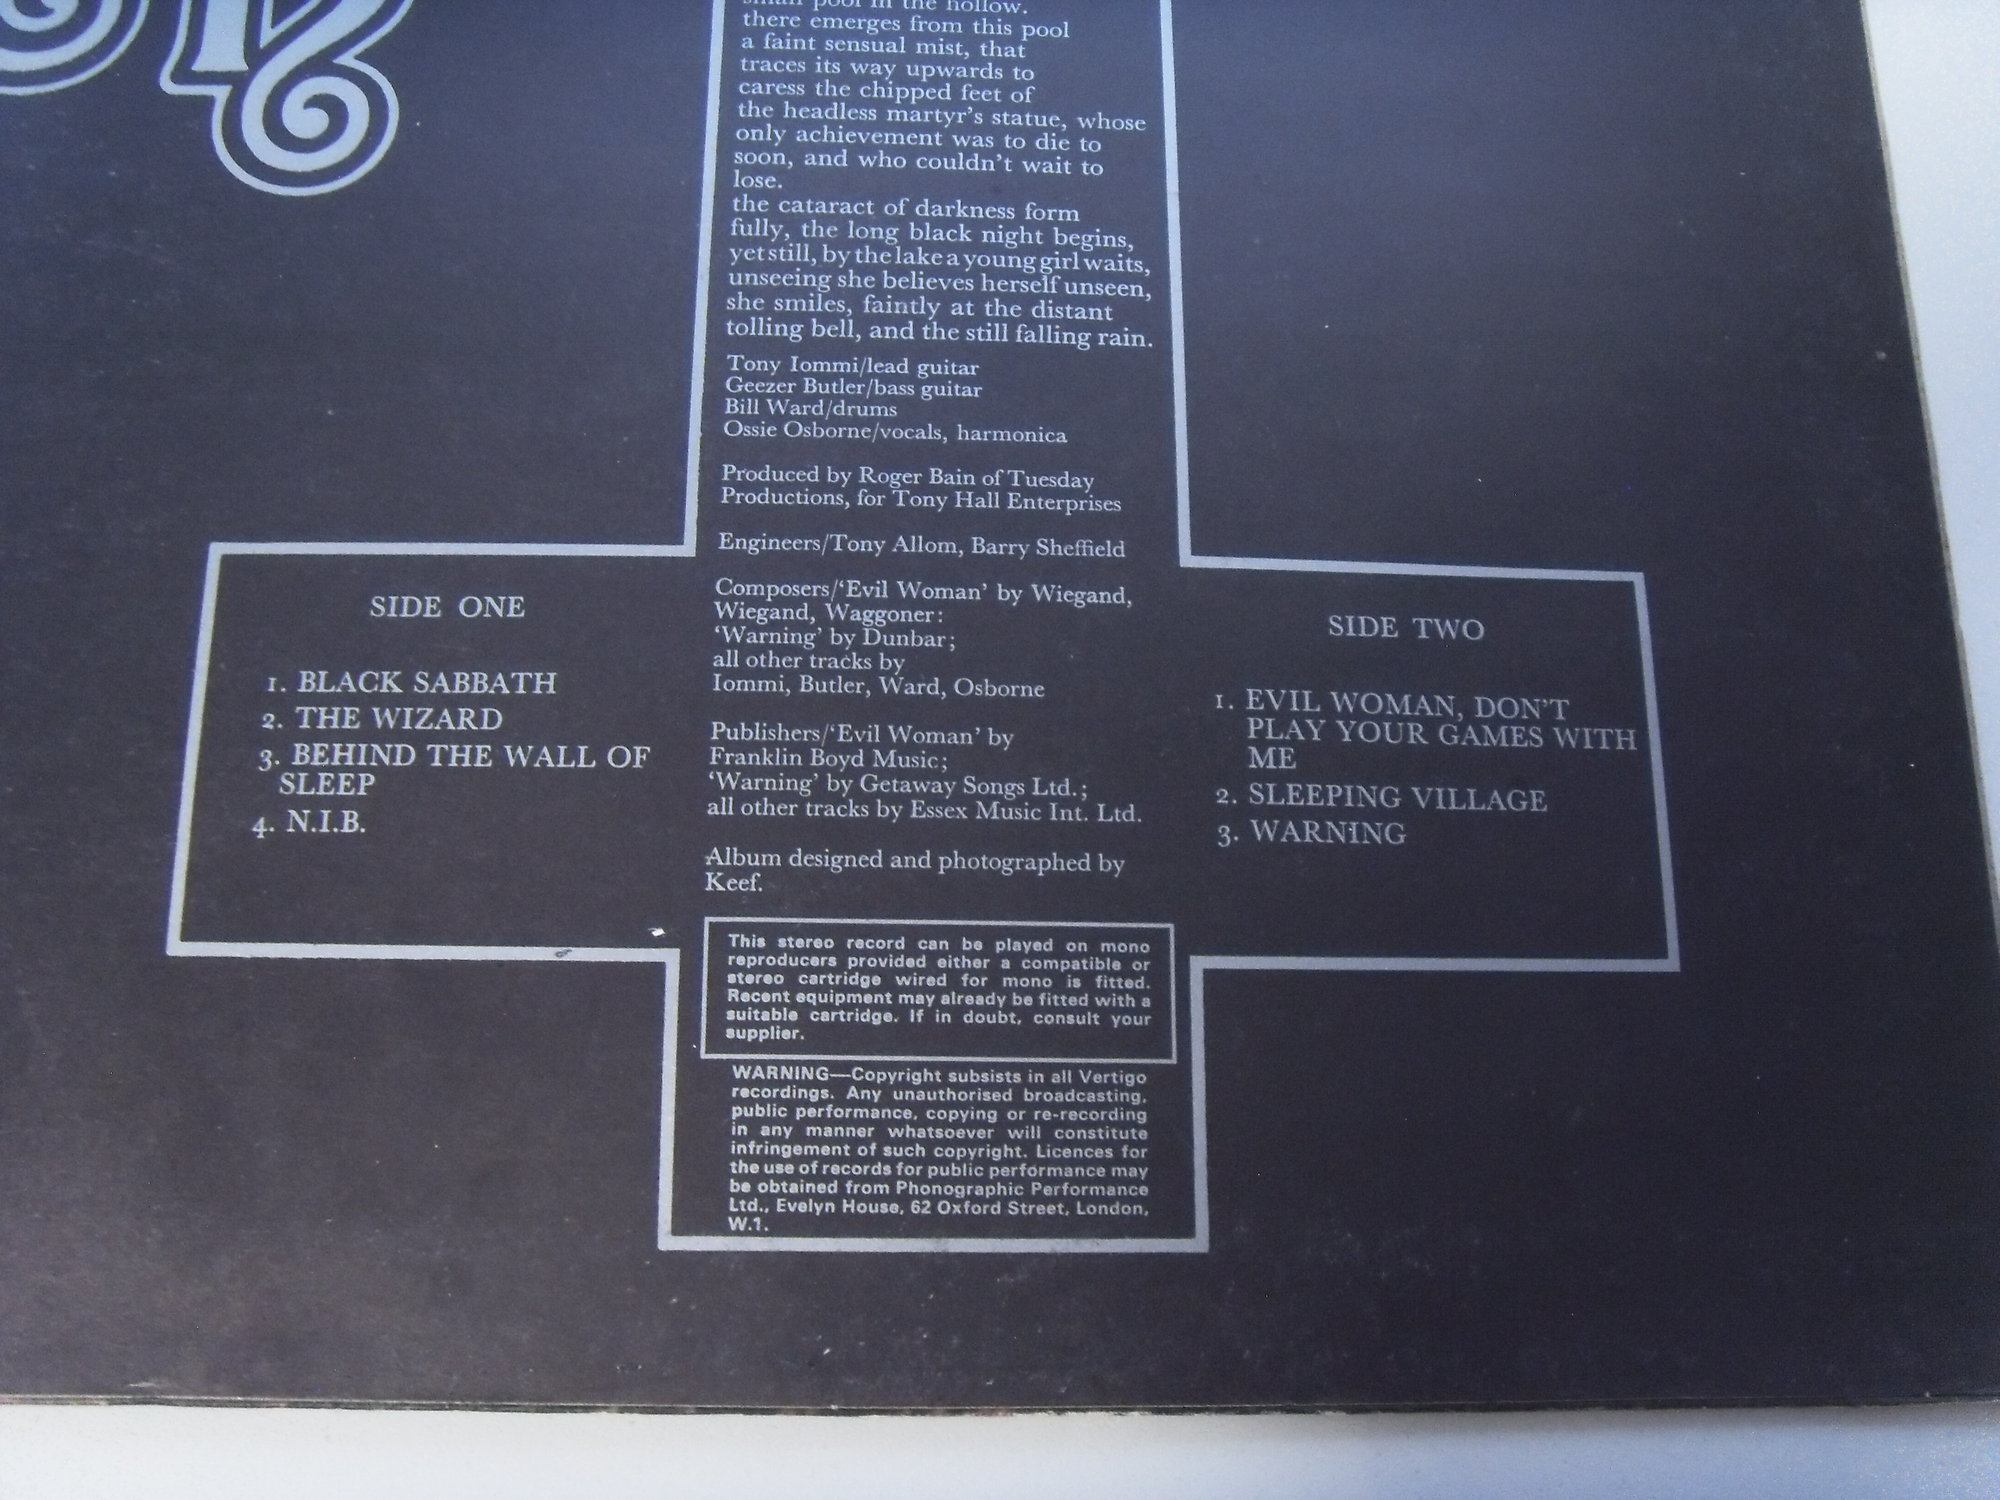 small pool in the hollow.
there emerges from this pool
a faint sensual mist, that
traces its way upwards to
caress the chipped feet of
the headless martyr's statue, whose
only achievement was to die to
soon, and who couldn't wait to
lose.
the cataract of darkness form
fully, the long black night begins,
yet still, by the lake a young girl waits,
unseeing she believes herself unseen,
she smiles, faintly at the distant
tolling bell, and the still falling rain.
Tony Iommi/lead guitar
Geezer Butler/bass guitar
Bill Ward/drums
Ossie Osborne/vocals, harmonica
Produced by Roger Bain of Tuesday
Productions, for Tony Hall Enterprises
Engineers/Tony Allom, Barry Sheffield
Composers/'Evil Woman' by Wiegand,
Wiegand, Waggoner:
'Warning' by Dunbar;
all other tracks by
Iommi, Butler, Ward, Osborne
Publishers/'Evil Woman' by
Franklin Boyd Music;
'Warning' by Getaway Songs Ltd.;
all other tracks by Essex Music Int. Ltd.
Album designed and photographed by
Keef.
SIDE ONE
1. BLACK SABBATH
2. THE WIZARD
3. BEHIND THE WALL OF
SLEEP
4. N.I.B.
SIDE TWO
1. EVIL WOMAN, DON'T
PLAY YOUR GAMES WITH
ME
2. SLEEPING VILLAGE
3. WARNING
This stereo record can be played on mono
reproducers provided either a compatible or
stereo cartridge wired for mono is fitted.
Recent equipment may already be fitted with a
suitable cartridge. If in doubt, consult your
supplier.
WARNING—Copyright subsists in all Vertigo
recordings. Any unauthorised broadcasting,
public performance, copying or re-recording
in any manner whatsoever will constitute
infringement of such copyright. Licences for
the use of records for public performance may
be obtained from Phonographic Performance
Ltd., Evelyn House, 62 Oxford Street, London,
W.1.